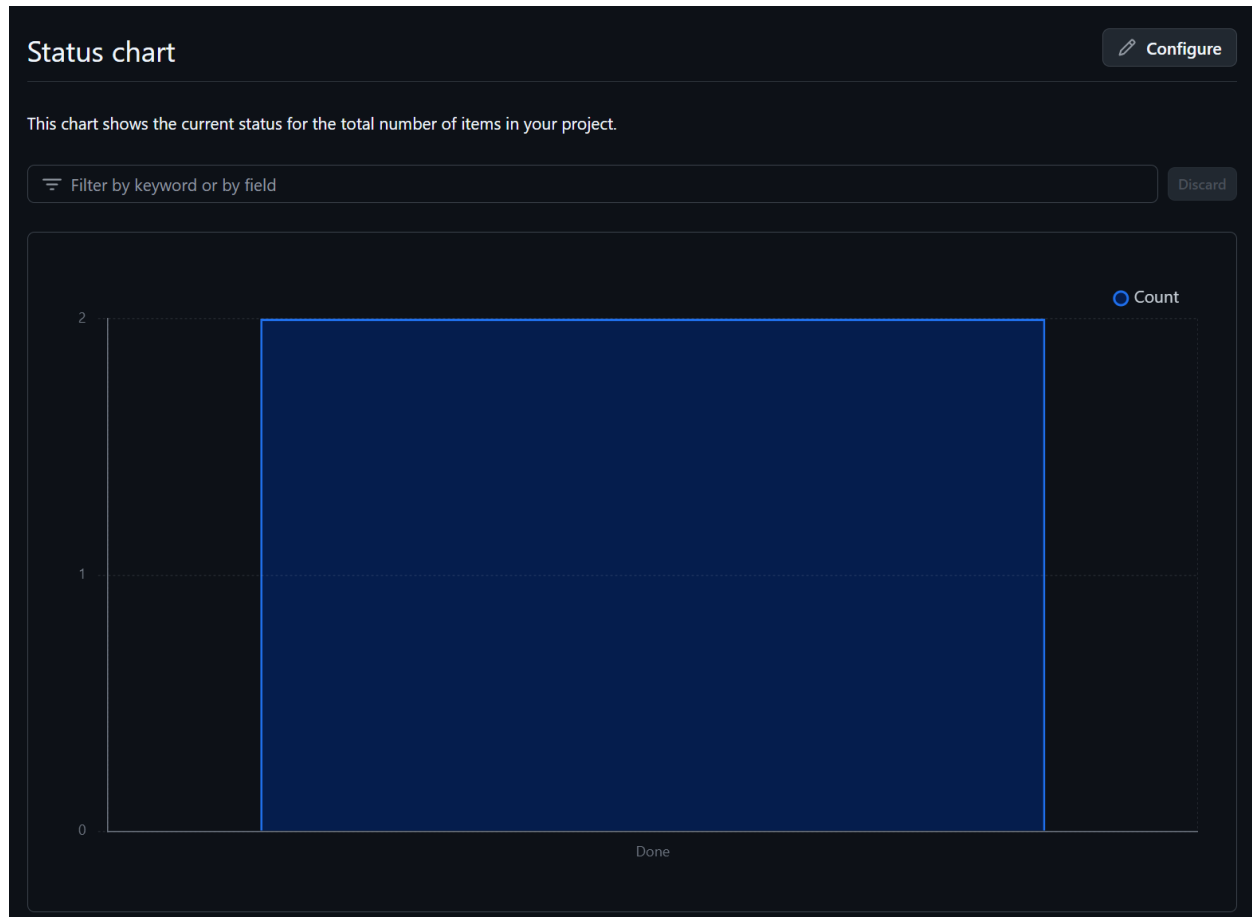 Status chart
Configure
This chart shows the current status for the total number of items in your project.
Filter by keyword or by field
Discard
Count
2
1
0
Done